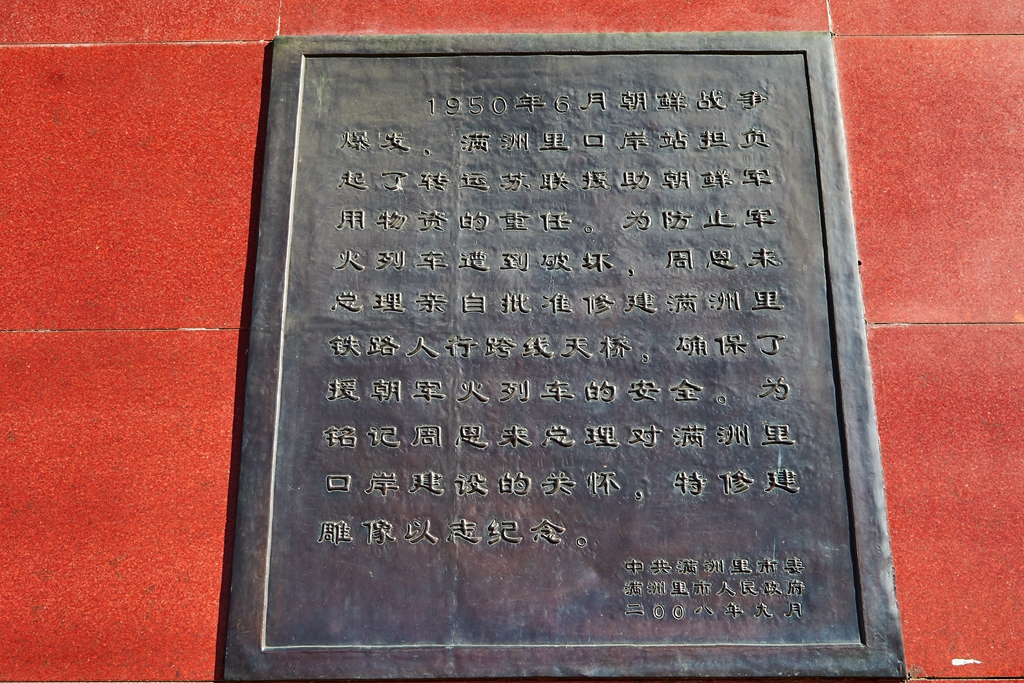 1950年6月朝鲜战争
爆发，满洲里口岸站担负
起了转运苏联援助朝鲜军
用物资的重任。为防止军
火列车遭到破坏，周恩来
总理亲自批准修建满洲里
铁路人行跨线天桥，确保了
援朝军火列车的安全。为
铭记周恩来总理对满洲里
口岸建设的关怀，特修建
雕像以志纪念。
中共满洲里市委
满洲里市人民政府
二00八年九月